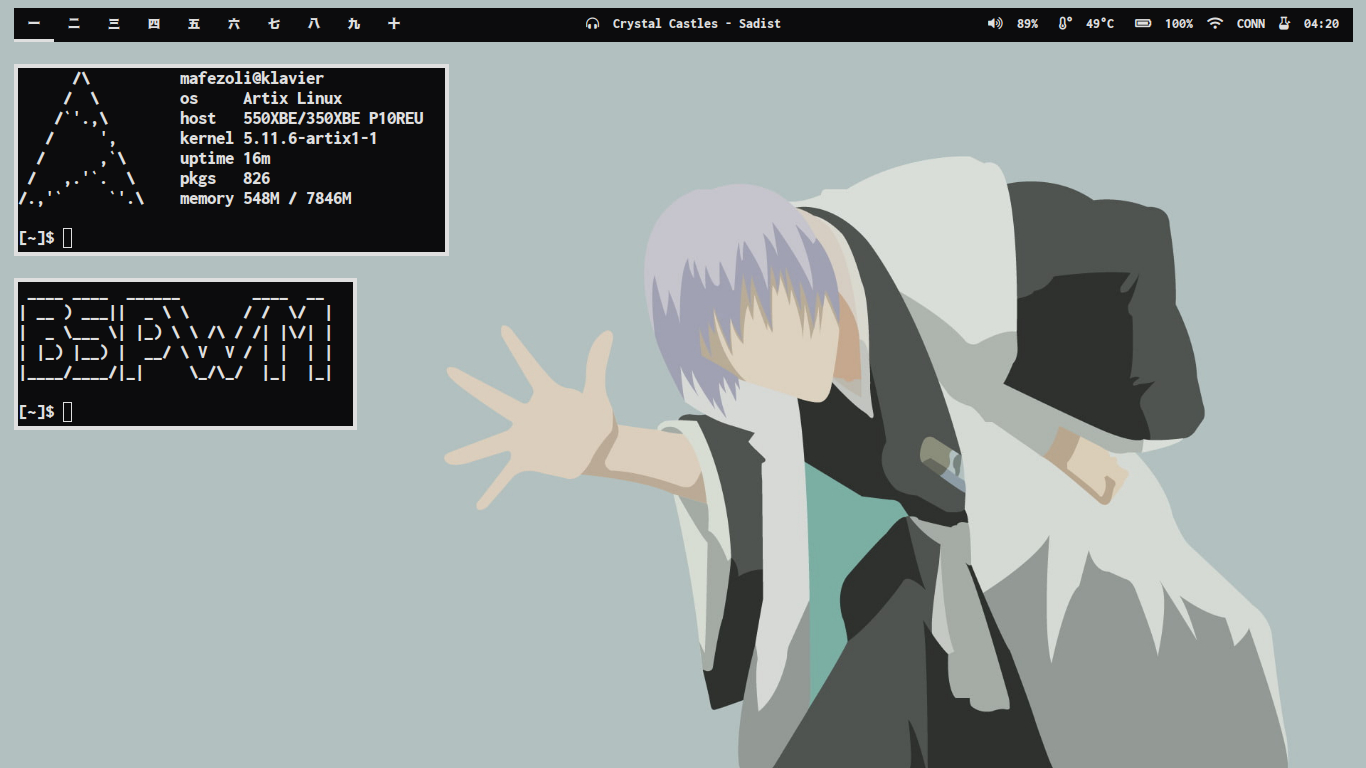 一 二 三 四 五 六 七 八 九 十
Crystal Castles - Sadist
89% 49°C 100% CONN 04:20
mafezoli@klavier
os Artix Linux
host 550XBE/350XBE P10REU
kernel 5.11.6-artix1-1
uptime 16m
pkgs 826
memory 548M / 7846M
[~]$
BSPWM
[~]$